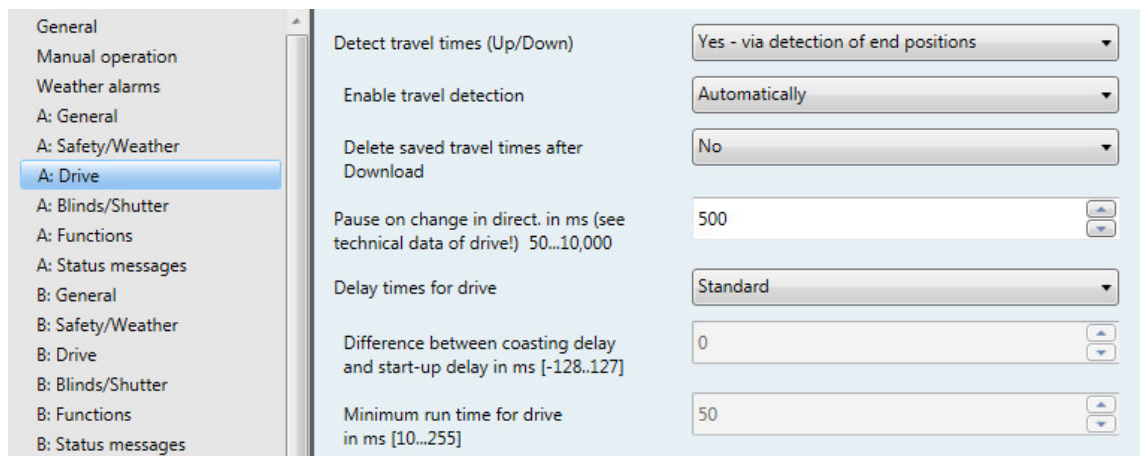 General
Manual operation
Weather alarms
A: General
A: Safety/Weather
A: Drive
A: Blinds/Shutter
A: Functions
A: Status messages
B: General
B: Safety/Weather
B: Drive
B: Blinds/Shutter
B: Functions
B: Status messages
Detect travel times (Up/Down)
Yes - via detection of end positions
Enable travel detection
Automatically
Delete saved travel times after
Download
No
Pause on change in direct. in ms (see
technical data of drive!) 50...10,000
500
Delay times for drive
Standard
Difference between coasting delay
and start-up delay in ms [-128..127]
0
Minimum run time for drive
in ms [10...255]
50